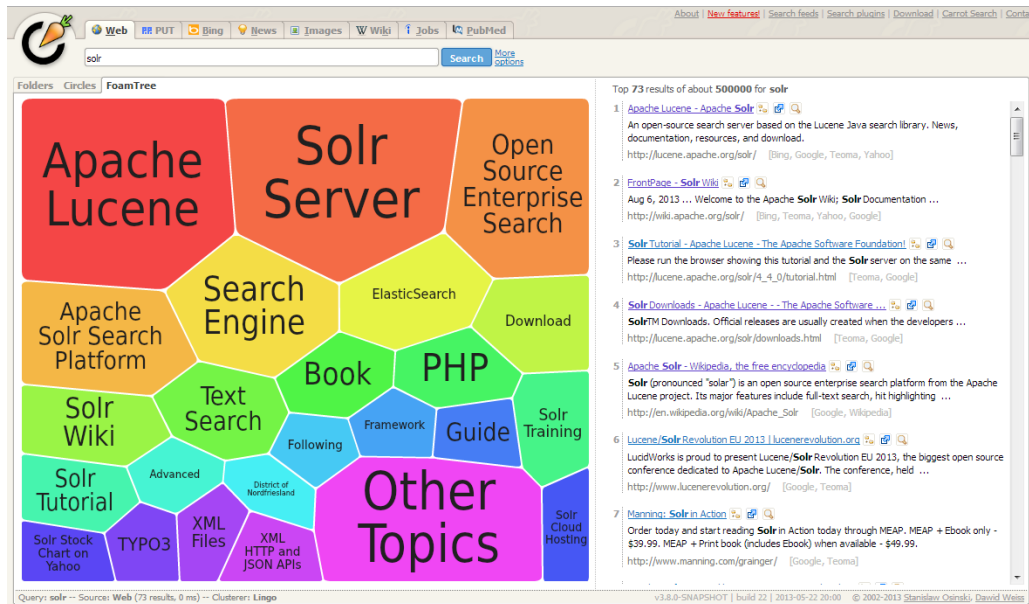 About | New features! | Search feeds | Search plugins | Download | Carrot Search | Conta
Web PUT Bing News Images Wiki Jobs PubMed
solr Search More options
Folders Circles FoamTree
Apache Lucene
Solr Server
Open Source Enterprise Search
Apache Solr Search Platform
Search Engine
ElasticSearch
Download
Solr Wiki
Text Search
Book
PHP
Solr Training
Following
Framework
Guide
Solr Tutorial
Advanced
District of Nordfriesland
Other Topics
Solr Cloud Hosting
Solr Stock Chart on Yahoo
TYPO3
XML Files
XML HTTP and JSON APIs
Top 73 results of about 500000 for solr
1 Apache Lucene - Apache Solr
An open-source search server based on the Lucene Java search library. News,
documentation, resources, and download.
http://lucene.apache.org/solr/ [Bing, Google, Teoma, Yahoo]
2 FrontPage - Solr Wiki
Aug 6, 2013 ... Welcome to the Apache Solr Wiki; Solr Documentation ...
http://wiki.apache.org/solr/ [Bing, Teoma, Yahoo, Google]
3 Solr Tutorial - Apache Lucene - The Apache Software Foundation!
Please run the browser showing this tutorial and the Solr server on the same ...
http://lucene.apache.org/solr/4_4_0/tutorial.html [Teoma, Google]
4 Solr Downloads - Apache Lucene - - The Apache Software ...
SolrTM Downloads. Official releases are usually created when the developers ...
http://lucene.apache.org/solr/downloads.html [Teoma, Google]
5 Apache Solr - Wikipedia, the free encyclopedia
Solr (pronounced "solar") is an open source enterprise search platform from the Apache
Lucene project. Its major features include full-text search, hit highlighting ...
http://en.wikipedia.org/wiki/Apache_Solr [Google, Wikipedia]
6 Lucene/Solr Revolution EU 2013 | lucenerevolution.org
LucidWorks is proud to present Lucene/Solr Revolution EU 2013, the biggest open source
conference dedicated to Apache Lucene/Solr. The conference, held ...
http://www.lucenerevolution.org/ [Google, Teoma]
7 Manning: Solr in Action
Order today and start reading Solr in Action today through MEAP. MEAP + Ebook only -
$39.99. MEAP + Print book (includes Ebook) when available - $49.99.
http://www.manning.com/grainger/ [Google, Teoma]
Query: solr -- Source: Web (73 results, 0 ms) -- Clusterer: Lingo
v3.8.0-SNAPSHOT | build 22 | 2013-05-22 20:00 © 2002-2013 Stanislaw Osinski, Dawid Weiss